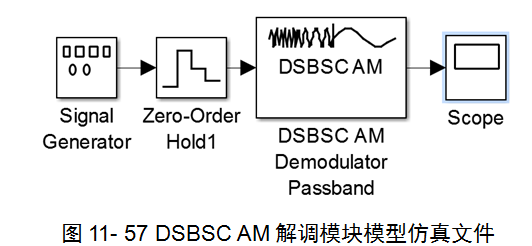 DSBSC AM
Signal
Generator
Zero-Order
Hold1
DSBSC AM
Demodulator
Passband
Scope
图 11- 57 DSBSC AM 解调模块模型仿真文件